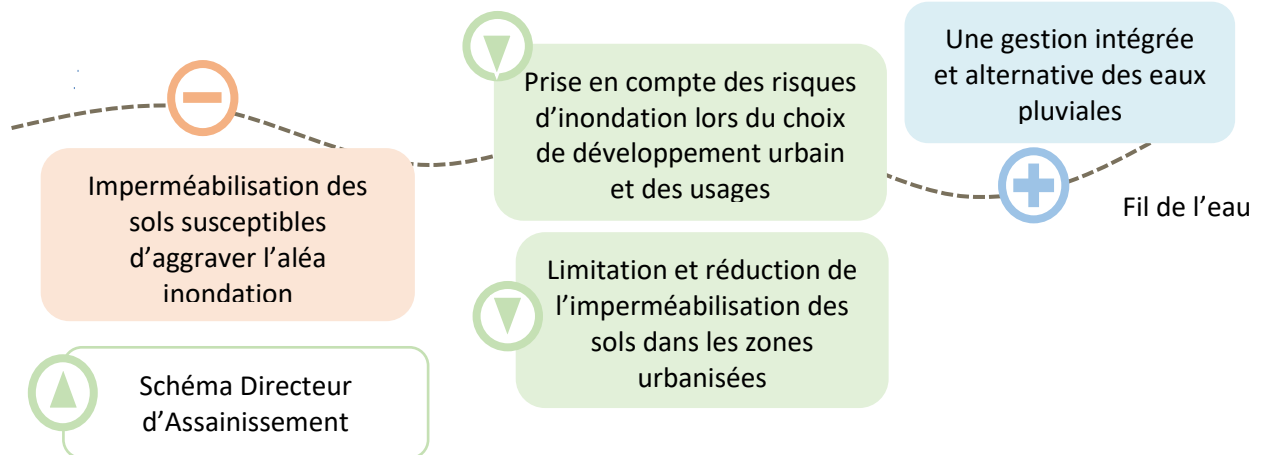 Imperméabilisation des
sols susceptibles
d’aggraver l’aléa
inondation
Schéma Directeur
d’Assainissement
Prise en compte des risques
d’inondation lors du choix
de développement urbain
et des usages
Limitation et réduction de
l’imperméabilisation des
sols dans les zones
urbanisées
Une gestion intégrée
et alternative des eaux
pluviales
Fil de l’eau